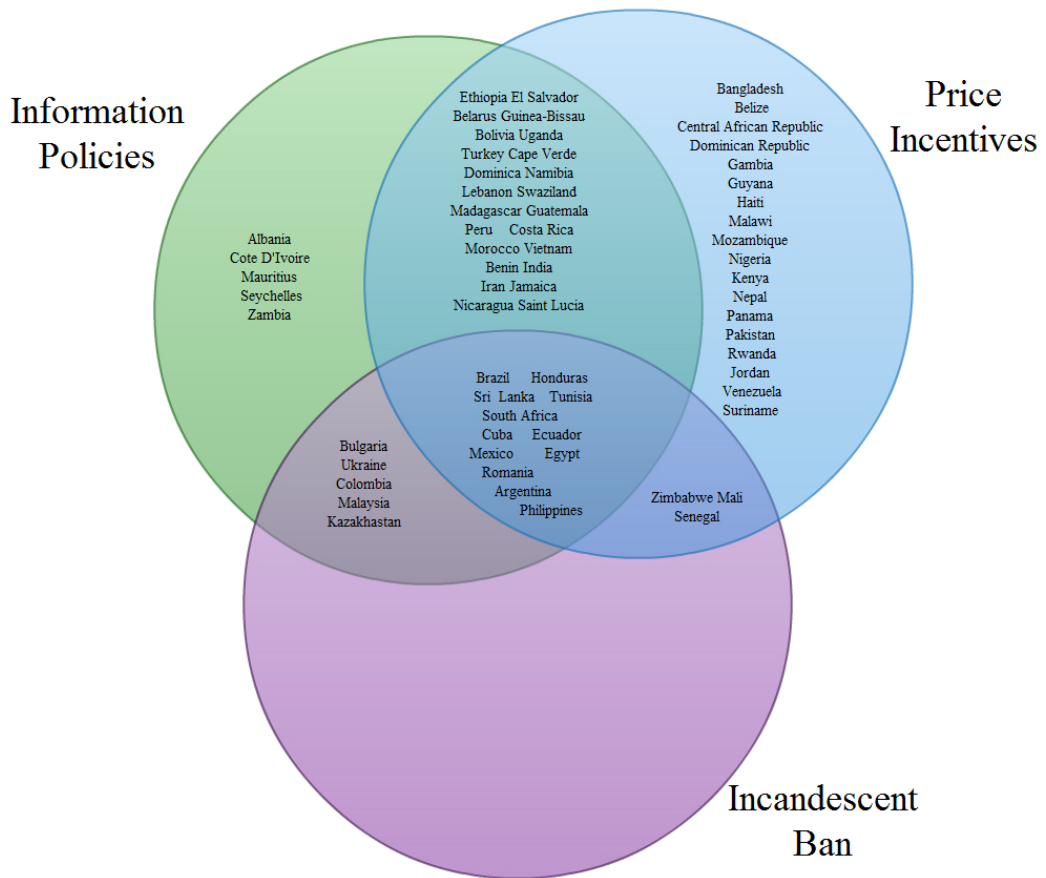 Information
Policies
Price
Incentives
Ethiopia El Salvador
Belarus Guinea-Bissau
Bolivia Uganda
Turkey Cape Verde
Dominica Namibia
Lebanon Swaziland
Madagascar Guatemala
Peru Costa Rica
Morocco Vietnam
Benin India
Iran Jamaica
Nicaragua Saint Lucia
Bangladesh
Belize
Central African Republic
Dominican Republic
Gambia
Guyana
Haiti
Malawi
Mozambique
Nigeria
Kenya
Nepal
Panama
Pakistan
Rwanda
Jordan
Venezuela
Suriname
Albania
Cote D'Ivoire
Mauritius
Seychelles
Zambia
Brazil Honduras
Sri Lanka Tunisia
South Africa
Cuba Ecuador
Mexico Egypt
Romania
Argentina
Philippines
Bulgaria
Ukraine
Colombia
Malaysia
Kazakhastan
Zimbabwe Mali
Senegal
Incandescent
Ban